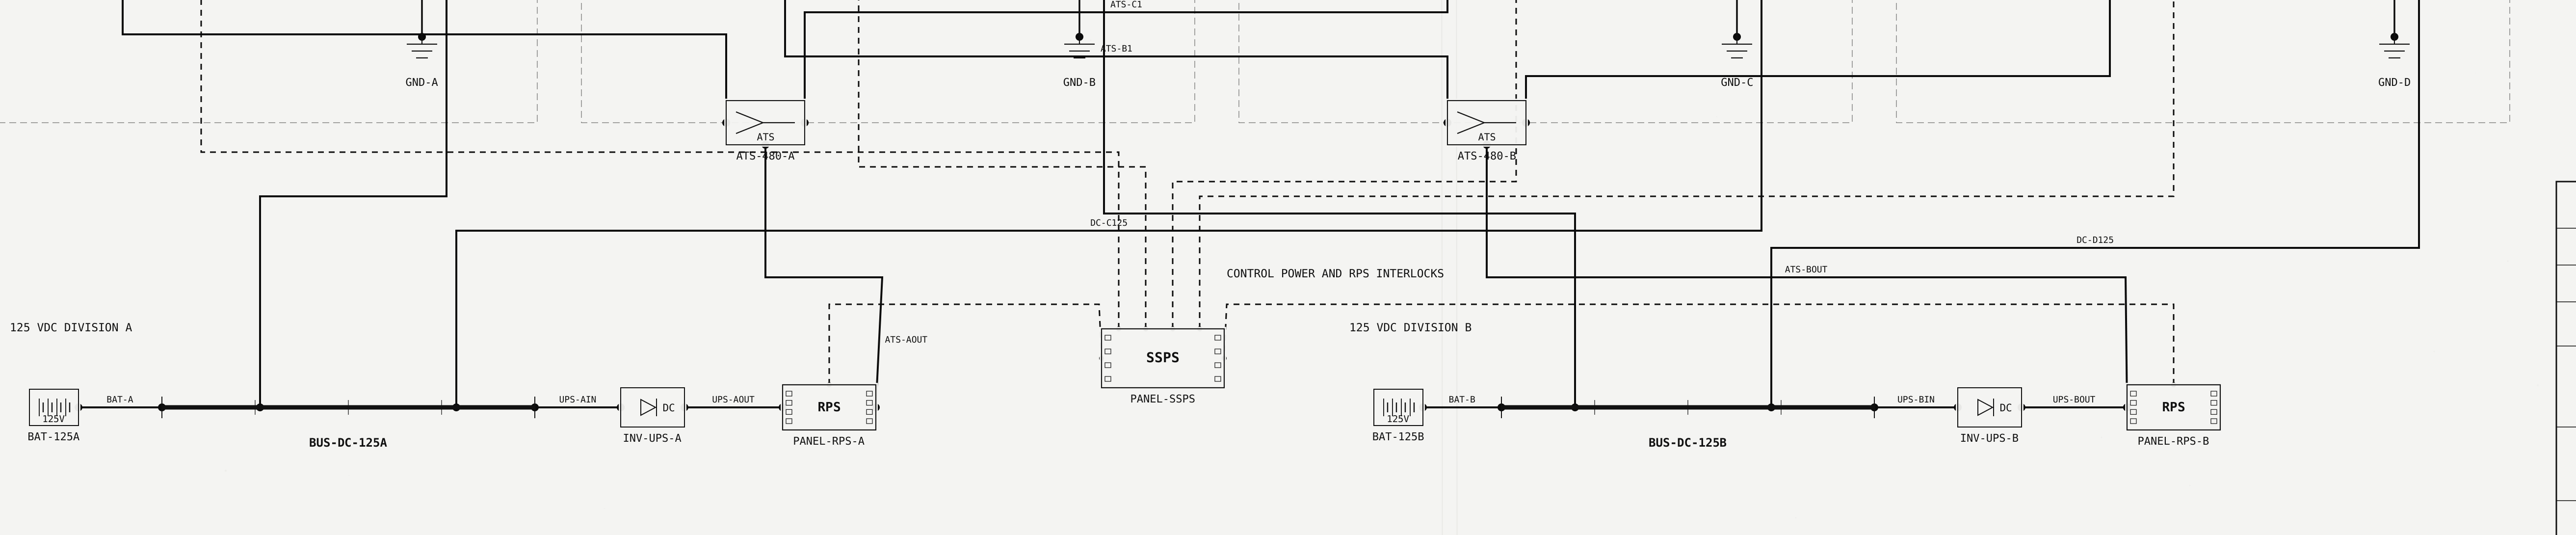 ATS-C1
ATS-B1
GND-A
GND-B
GND-C
GND-D
ATS
ATS-480-A
ATS
ATS-480-B
DC-C125
DC-D125
CONTROL POWER AND RPS INTERLOCKS
ATS-BOUT
125 VDC DIVISION A
125 VDC DIVISION B
ATS-AOUT
SSPS
PANEL-SSPS
125V
BAT-125A
BAT-A
BUS-DC-125A
UPS-AIN
DC
INV-UPS-A
UPS-AOUT
RPS
PANEL-RPS-A
125V
BAT-125B
BAT-B
BUS-DC-125B
UPS-BIN
DC
INV-UPS-B
UPS-BOUT
RPS
PANEL-RPS-B